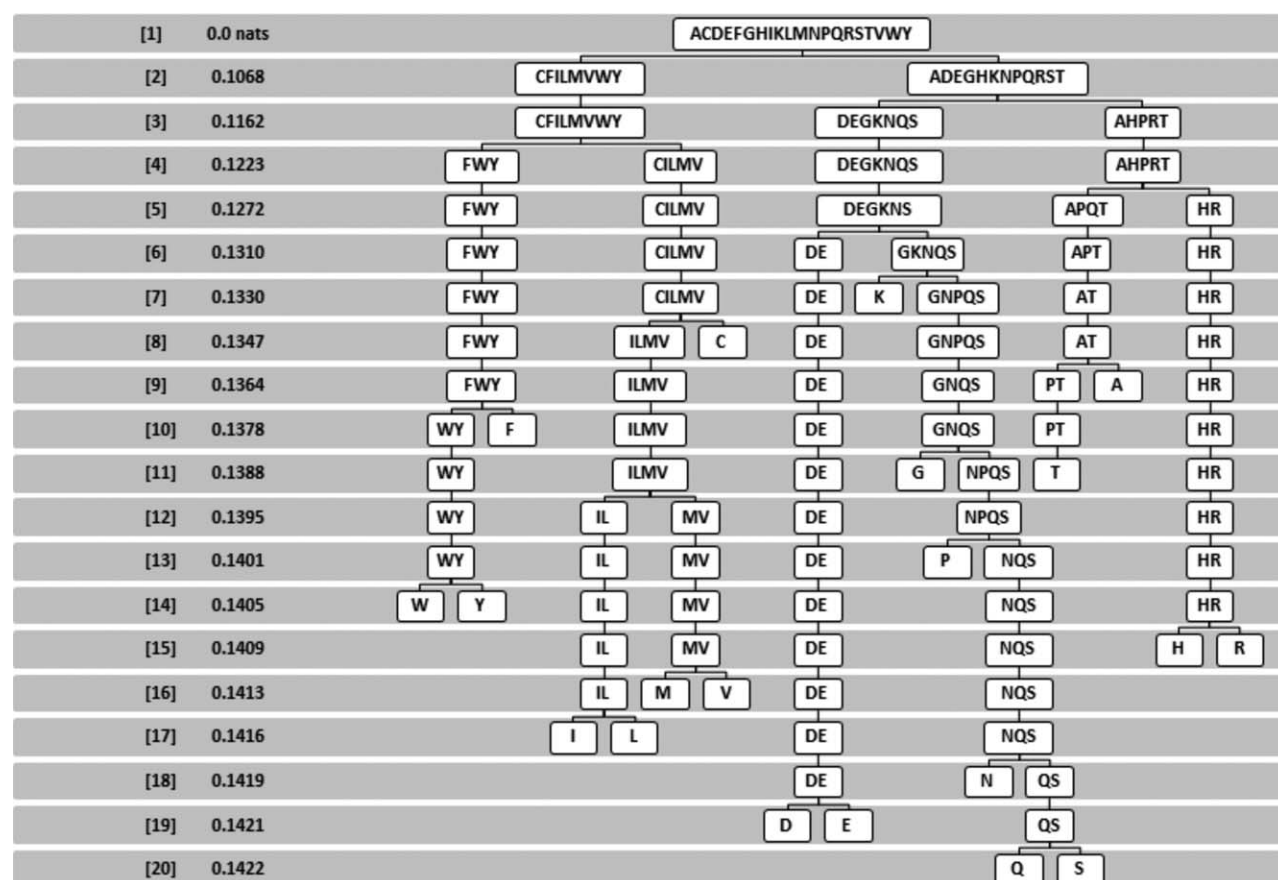 [1] 0.0 nats ACDEFGHIKLMNPQRSTVWY
[2] 0.1068 CFILMVWY ADEGHKNPQRST
[3] 0.1162 CFILMVWY DEGKNQS AHPRT
[4] 0.1223 FWY CILMV DEGKNQS AHPRT
[5] 0.1272 FWY CILMV DEGKNS APQT HR
[6] 0.1310 FWY CILMV DE GKNQS APT HR
[7] 0.1330 FWY CILMV DE K GNPQS AT HR
[8] 0.1347 FWY ILMV C DE GNPQS AT HR
[9] 0.1364 FWY ILMV DE GNQS PT A HR
[10] 0.1378 WY F ILMV DE GNQS PT HR
[11] 0.1388 WY ILMV DE G NPQS T HR
[12] 0.1395 WY IL MV DE NPQS HR
[13] 0.1401 WY IL MV DE P NQS HR
[14] 0.1405 W Y IL MV DE NQS HR
[15] 0.1409 IL MV DE NQS H R
[16] 0.1413 IL M V DE NQS
[17] 0.1416 I L DE NQS
[18] 0.1419 DE N QS
[19] 0.1421 D E QS
[20] 0.1422 Q S